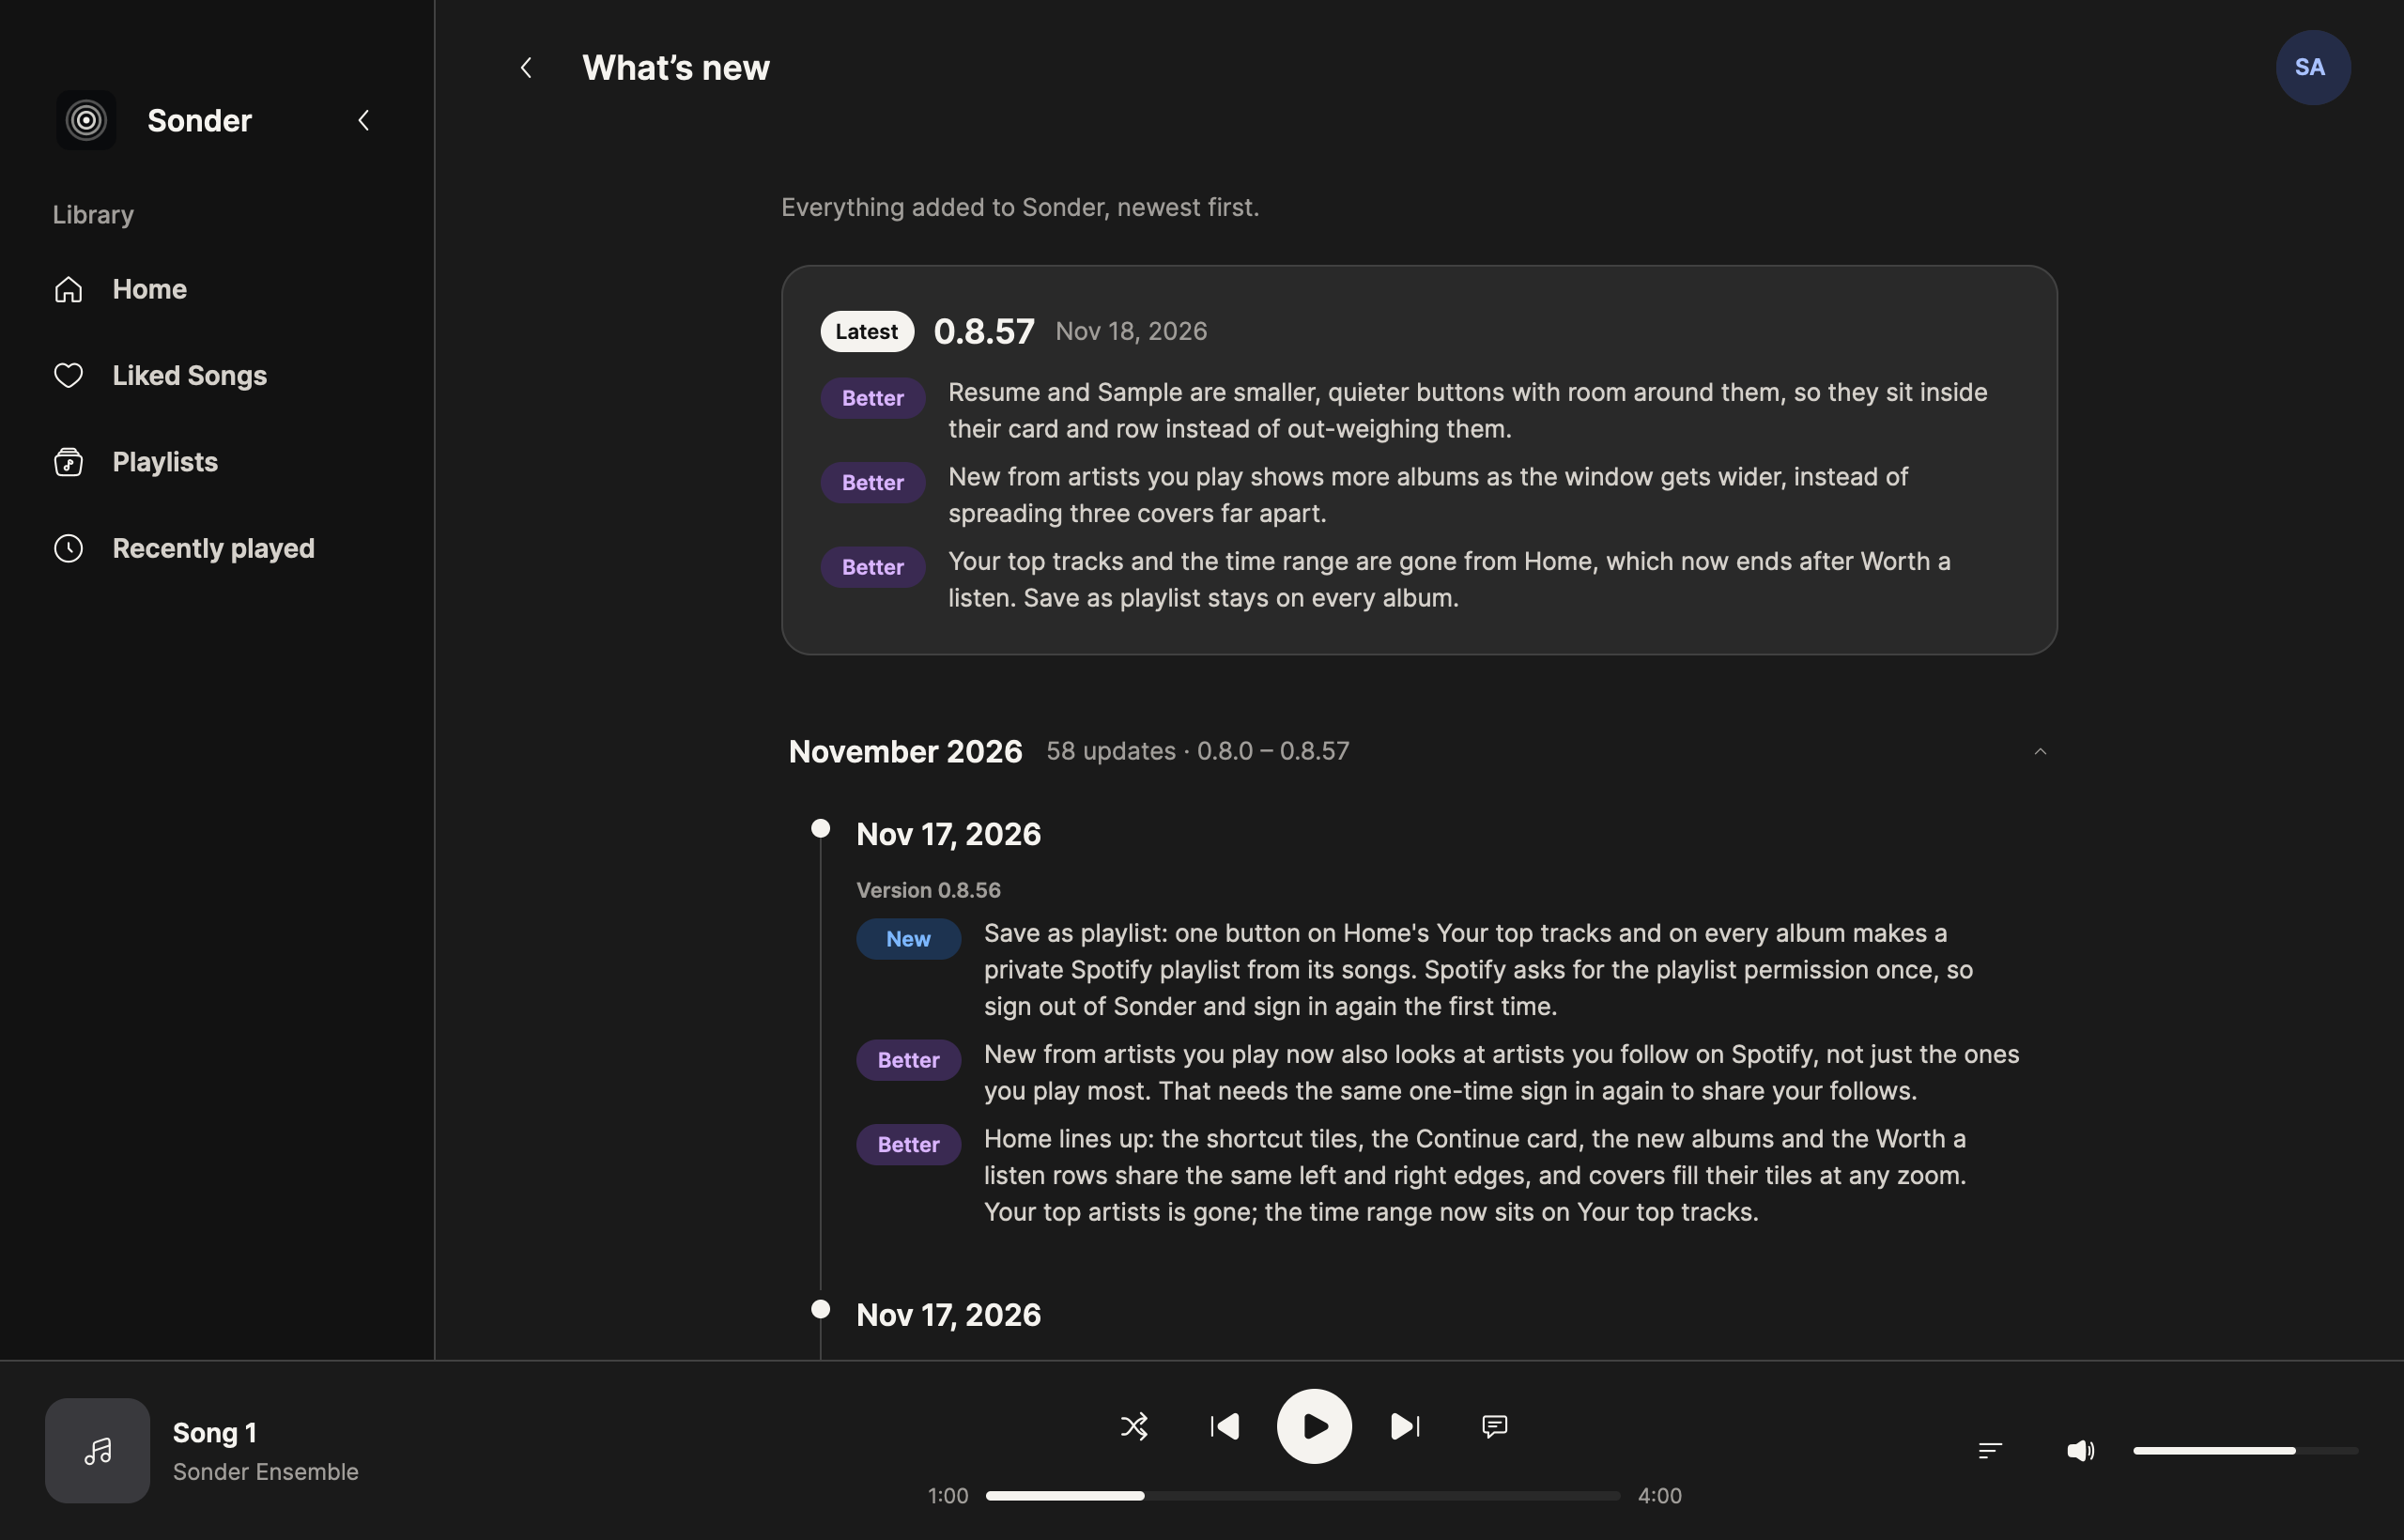 What's new
SA
Sonder
Library
Home
Liked Songs
Playlists
Recently played
Everything added to Sonder, newest first.
Latest 0.8.57 Nov 18, 2026
Better Resume and Sample are smaller, quieter buttons with room around them, so they sit inside
their card and row instead of out-weighing them.
Better New from artists you play shows more albums as the window gets wider, instead of
spreading three covers far apart.
Better Your top tracks and the time range are gone from Home, which now ends after Worth a
listen. Save as playlist stays on every album.
November 2026 58 updates · 0.8.0 – 0.8.57
Nov 17, 2026
Version 0.8.56
New Save as playlist: one button on Home's Your top tracks and on every album makes a
private Spotify playlist from its songs. Spotify asks for the playlist permission once, so
sign out of Sonder and sign in again the first time.
Better New from artists you play now also looks at artists you follow on Spotify, not just the ones
you play most. That needs the same one-time sign in again to share your follows.
Better Home lines up: the shortcut tiles, the Continue card, the new albums and the Worth a
listen rows share the same left and right edges, and covers fill their tiles at any zoom.
Your top artists is gone; the time range now sits on Your top tracks.
Nov 17, 2026
Song 1
Sonder Ensemble
1:00
4:00